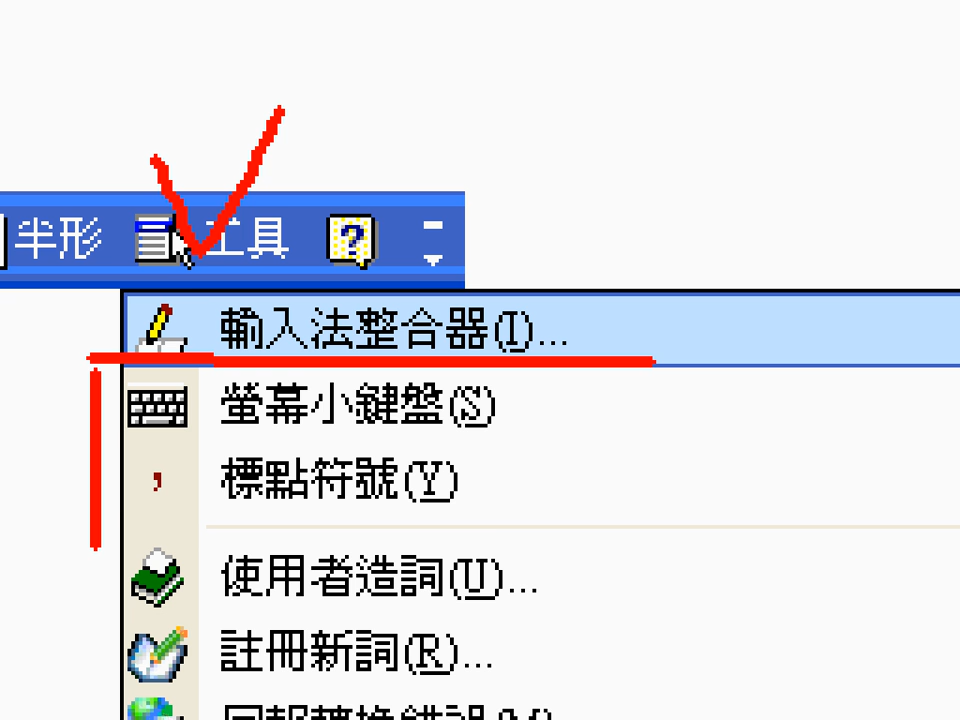 半形 工具
輸入法整合器(I)...
螢幕小鍵盤(S)
標點符號(Y)
使用者造詞(U)...
註冊新詞(R)...